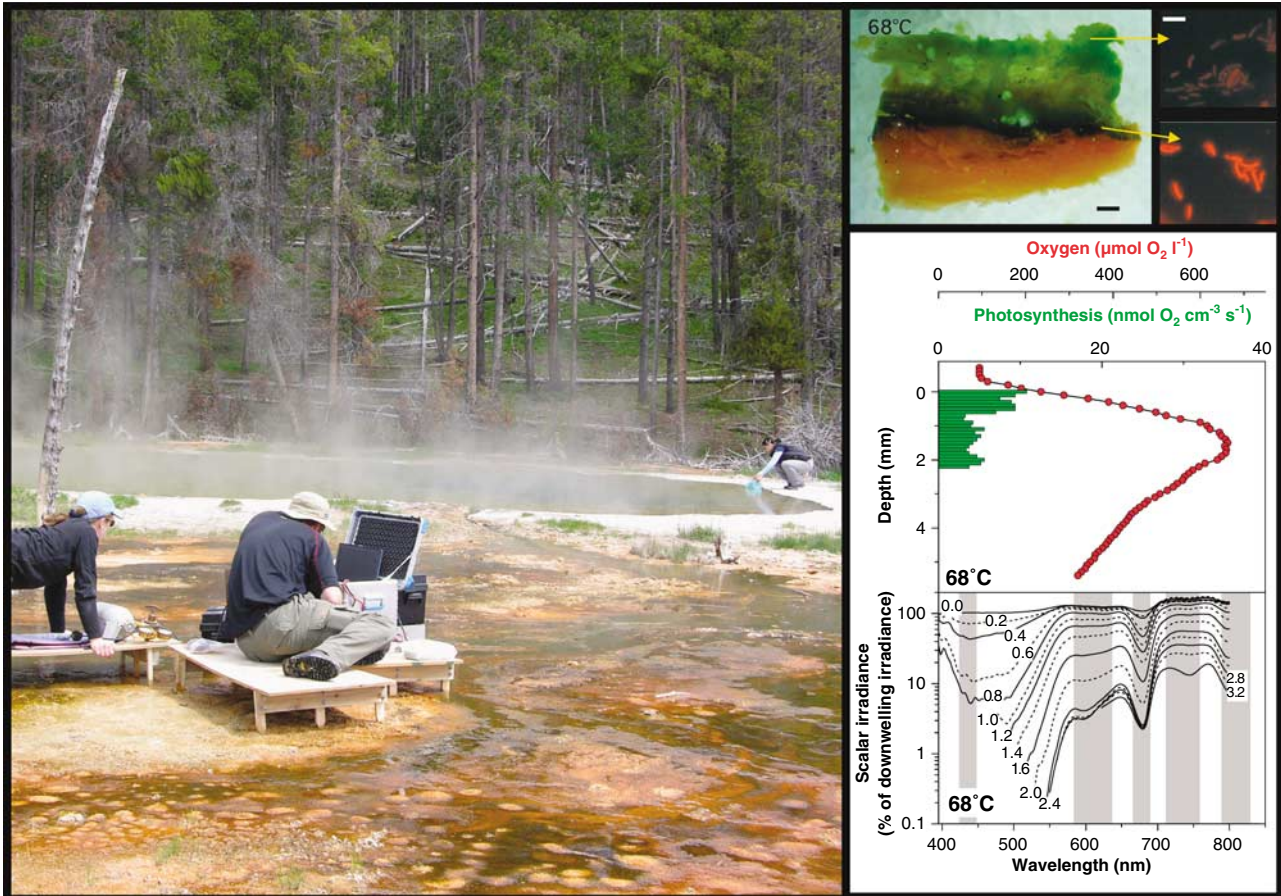 68°C
Oxygen (µmol O₂ l⁻¹)
0 200 400 600
Photosynthesis (nmol O₂ cm⁻³ s⁻¹)
0 20 40
0
2
4
Depth (mm)
68°C
Scalar irradiance
(% of downwelling irradiance)
100
10
1
0.1
0.0
0.2
0.4
0.6
0.8
1.0
1.2
1.4
1.6
2.0
2.4
2.8
3.2
68°C
400 500 600 700 800
Wavelength (nm)